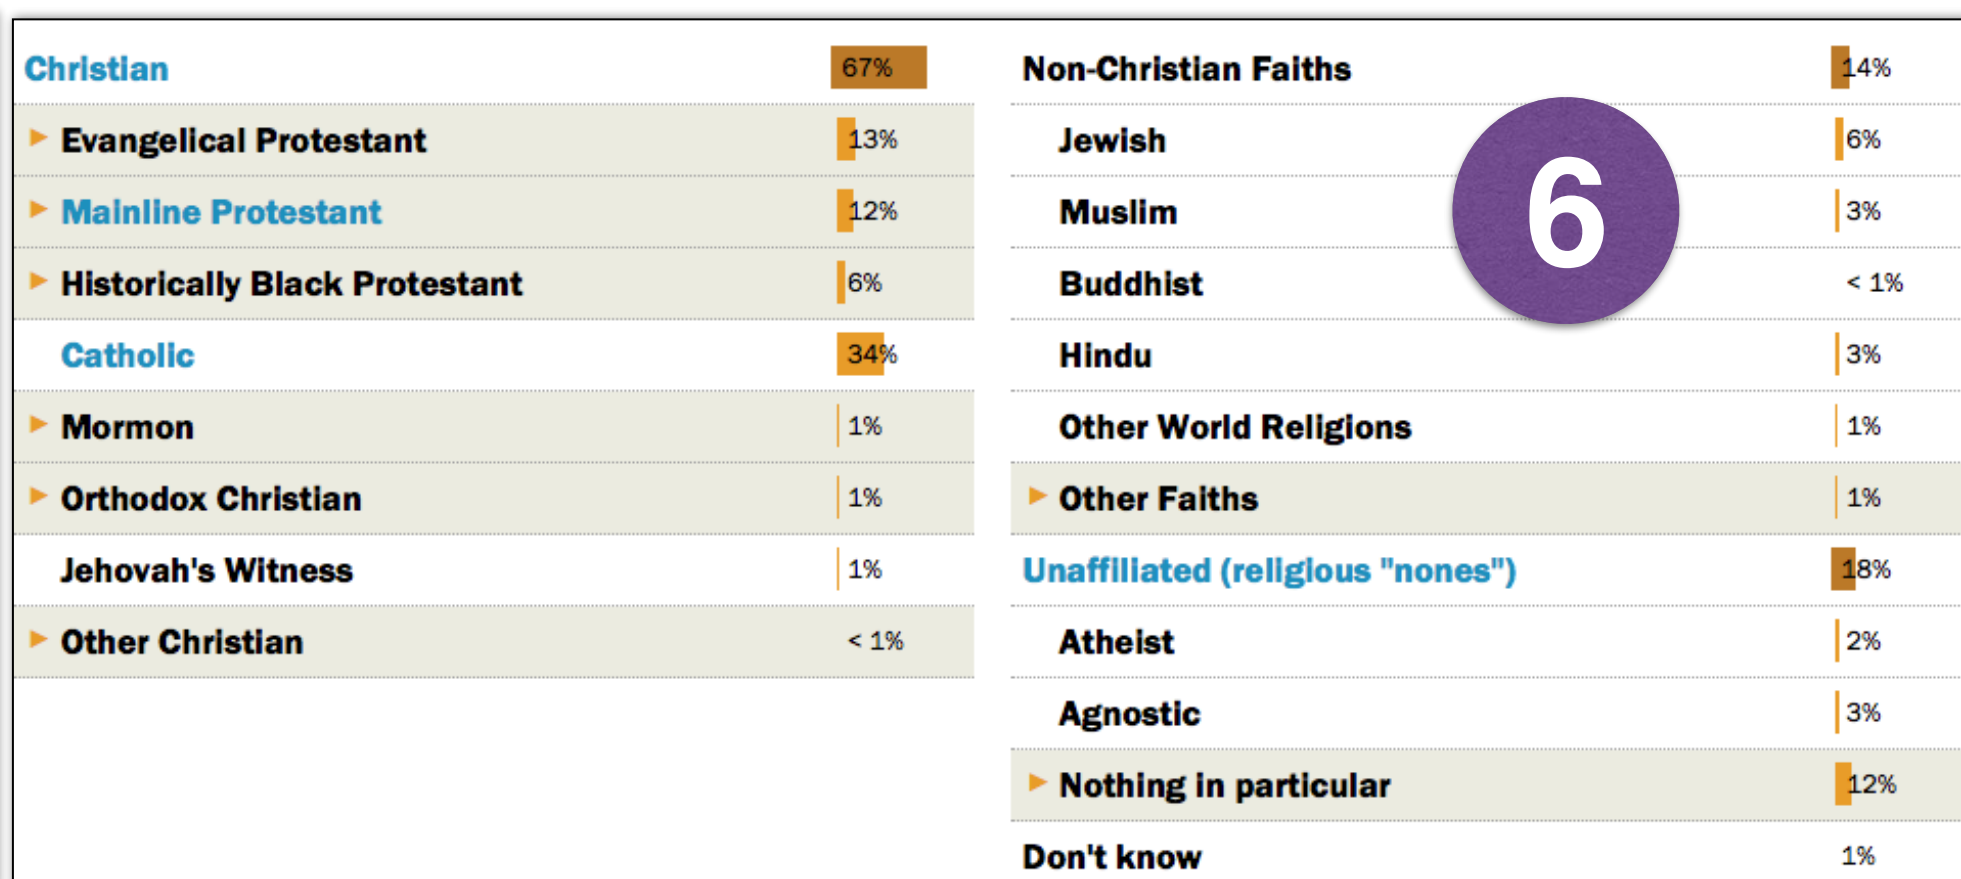 Christian 67%
Evangelical Protestant 13%
Mainline Protestant 12%
Historically Black Protestant 6%
Catholic 34%
Mormon 1%
Orthodox Christian 1%
Jehovah's Witness 1%
Other Christian < 1%
Non-Christian Faiths 14%
Jewish 6%
Muslim 3%
Buddhist < 1%
Hindu 3%
Other World Religions 1%
Other Faiths 1%
Unaffiliated (religious "nones") 18%
Atheist 2%
Agnostic 3%
Nothing in particular 12%
Don't know 1%
6